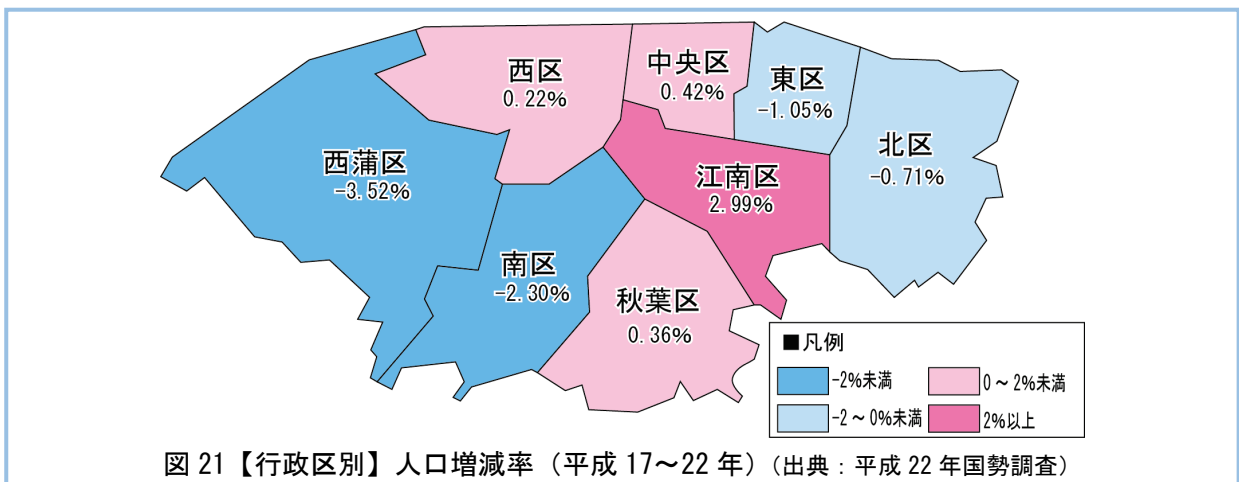 西区
0.22%
中央区
0.42%
東区
-1.05%
北区
-0.71%
西蒲区
-3.52%
江南区
2.99%
南区
-2.30%
秋葉区
0.36%
■凡例
-2%未満
0～2%未満
-2～0%未満
2%以上
図 21【行政区別】人口増減率（平成 17～22 年）（出典：平成 22 年国勢調査）